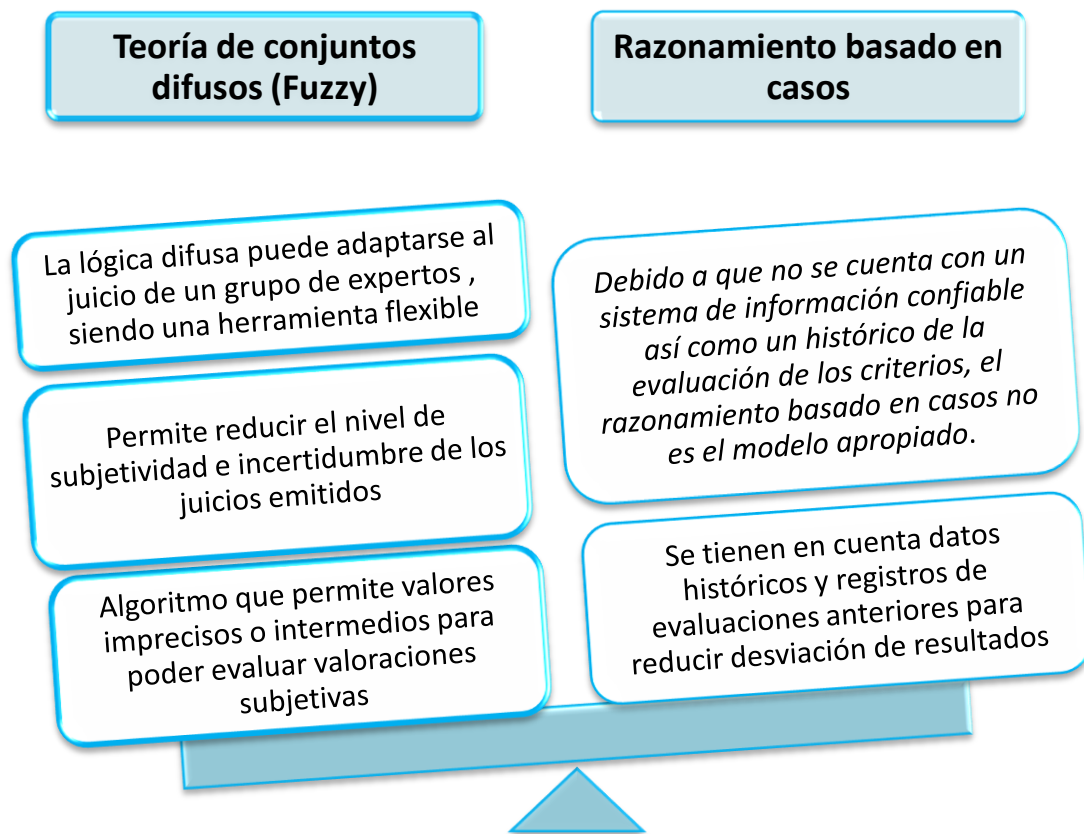 Teoría de conjuntos
difusos (Fuzzy)
Razonamiento basado en
casos
La lógica difusa puede adaptarse al
juicio de un grupo de expertos ,
siendo una herramienta flexible
Permite reducir el nivel de
subjetividad e incertidumbre de los
juicios emitidos
Algoritmo que permite valores
imprecisos o intermedios para
poder evaluar valoraciones
subjetivas
Debido a que no se cuenta con un
sistema de información confiable
así como un histórico de la
evaluación de los criterios, el
razonamiento basado en casos no
es el modelo apropiado.
Se tienen en cuenta datos
históricos y registros de
evaluaciones anteriores para
reducir desviación de resultados